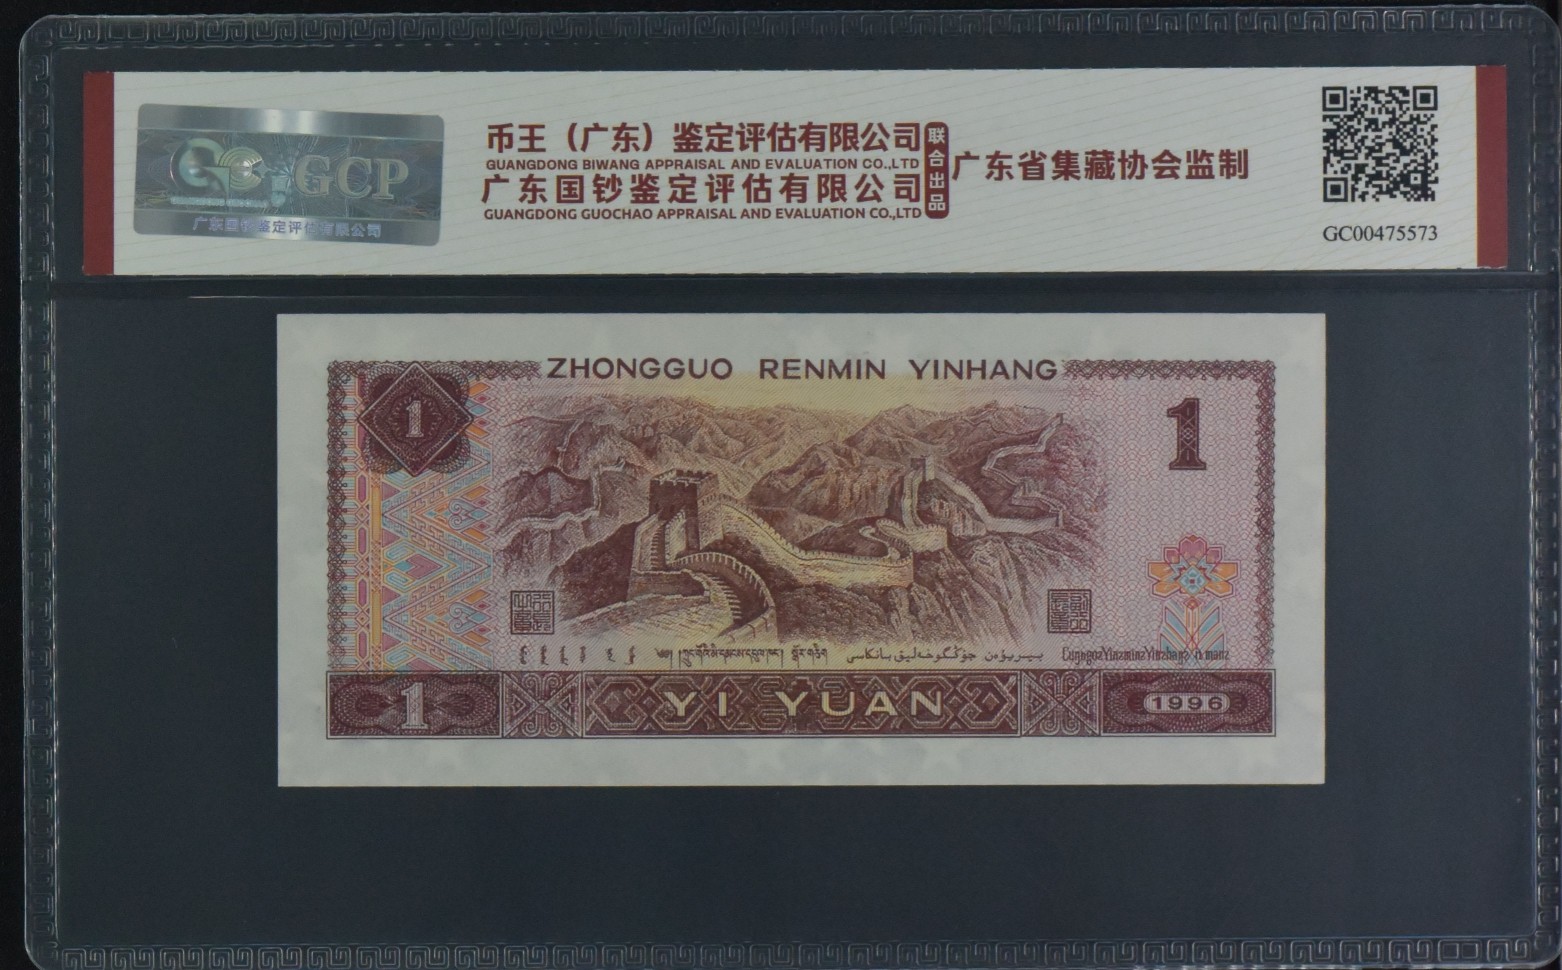 GCP
广东国钞鉴定评估有限公司
币王（广东）鉴定评估有限公司
GUANGDONG BIWANG APPRAISAL AND EVALUATION CO.,LTD
广东国钞鉴定评估有限公司
GUANGDONG GUOCHAO APPRAISAL AND EVALUATION CO.,LTD
联合出品
广东省集藏协会监制
GC00475573
ZHONGGUO RENMIN YINHANG
1
1
1
YI YUAN
1996